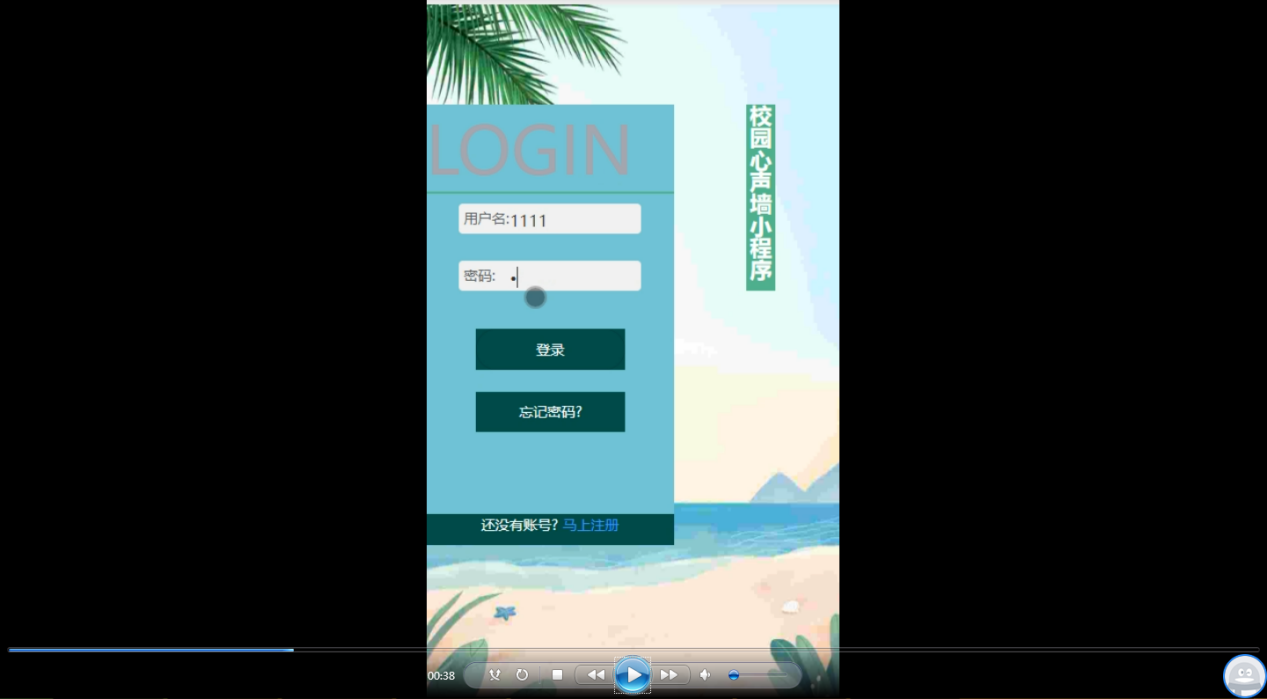 LOGIN
用户名:1111
密码: •
登录
忘记密码?
还没有账号? 马上注册
校园心声墙小程序
00:38